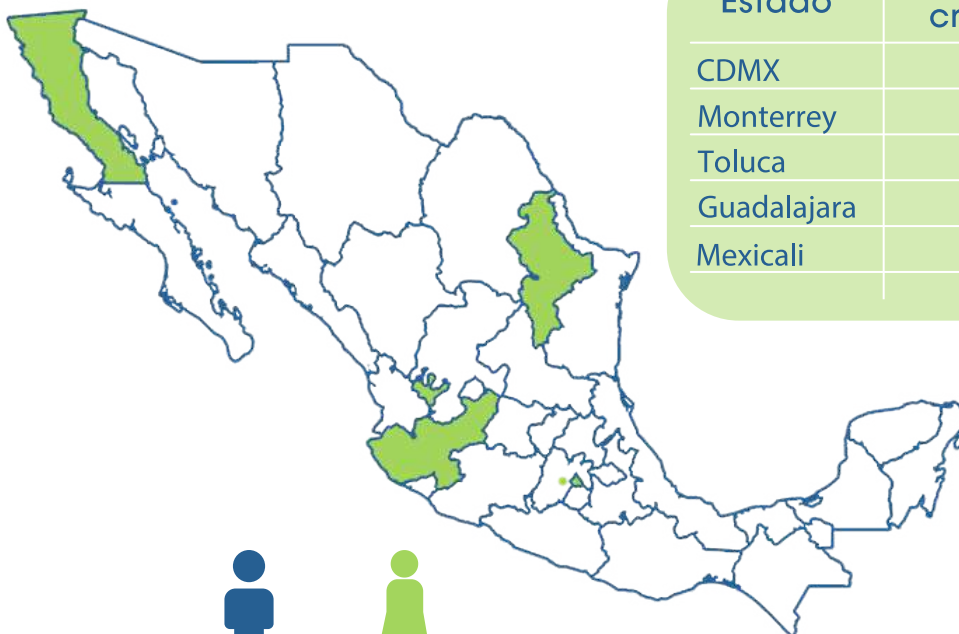 Estado
CDMX
Monterrey
Toluca
Guadalajara
Mexicali